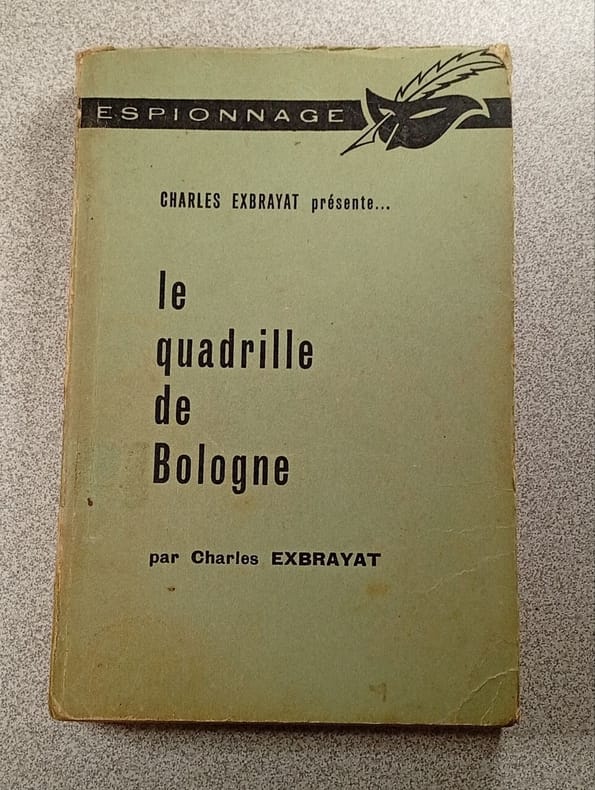 ESPIONNAGE
CHARLES EXBRAYAT présente...
le
quadrille
de
Bologne
par Charles EXBRAYAT